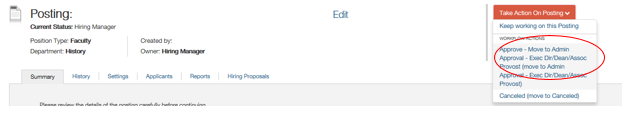 Posting:
Edit
Take Action On Posting
Current Status: Hiring Manager
Keep working on this Posting
Position Type: Faculty
Created by:
WORKFLOW ACTIONS
Department: History
Owner: Hiring Manager
Approve - Move to Admin
Approval - Exec Dir/Dean/Assoc
Provost (move to Admin
Approval - Exec Dir/Dean/Assoc
Provost)
Canceled (move to Canceled)
Summary
History
Settings
Applicants
Reports
Hiring Proposals
Please review the details of the posting carefully before continuing.